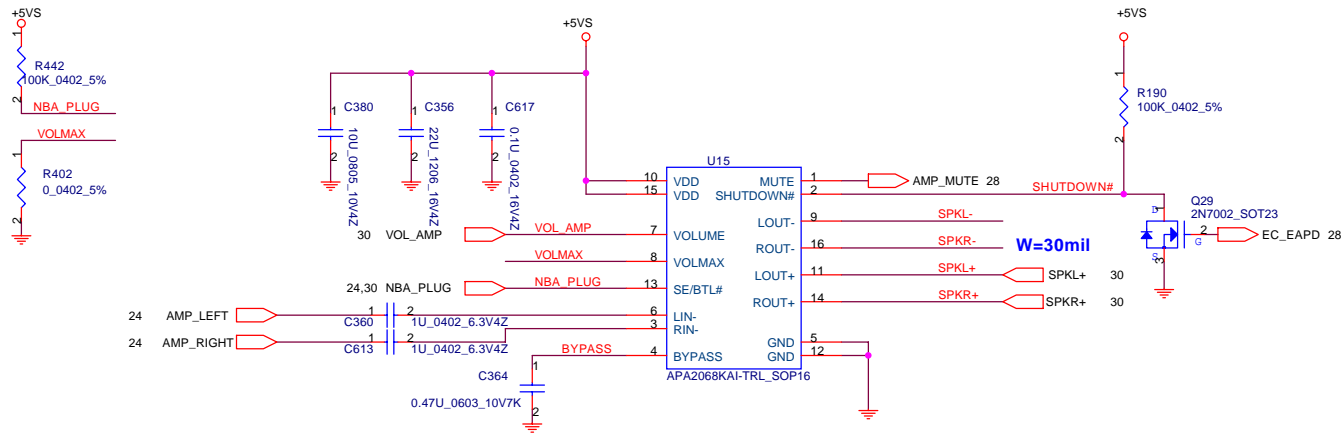 +5VS
1
R442
100K_0402_5%
2
NBA_PLUG
VOLMAX
1
R402
0_0402_5%
2
+5VS
1
C380
10U_0805_10V4Z
2
1
C356
22U_1206_16V4Z
2
1
C617
0.1U_0402_16V4Z
2
+5VS
1
R190
100K_0402_5%
2
U15
10 VDD
15 VDD
30 VOL_AMP VOL_AMP 7 VOLUME
VOLMAX 8 VOLMAX
24,30 NBA_PLUG NBA_PLUG 13 SE/BTL#
24 AMP_LEFT 1 2 6 LIN-
C360 1U_0402_6.3V4Z
24 AMP_RIGHT 1 2 3 RIN-
C613 1U_0402_6.3V4Z
BYPASS 4 BYPASS
1
C364
0.47U_0603_10V7K
2
MUTE 1 AMP_MUTE 28
SHUTDOWN# 2 SHUTDOWN#
LOUT- 9 SPKL-
ROUT- 16 SPKR-
W=30mil
LOUT+ 11 SPKL+ SPKL+ 30
ROUT+ 14 SPKR+ SPKR+ 30
GND 5
GND 12
APA2068KAI-TRL_SOP16
Q29
2N7002_SOT23
1
D
2
G
S
3
EC_EAPD 28